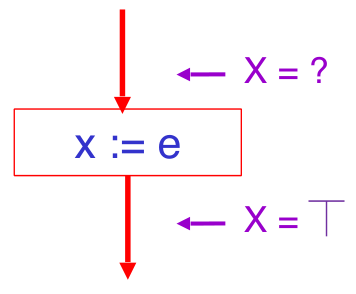 X = ?
x := e
X = ⊤